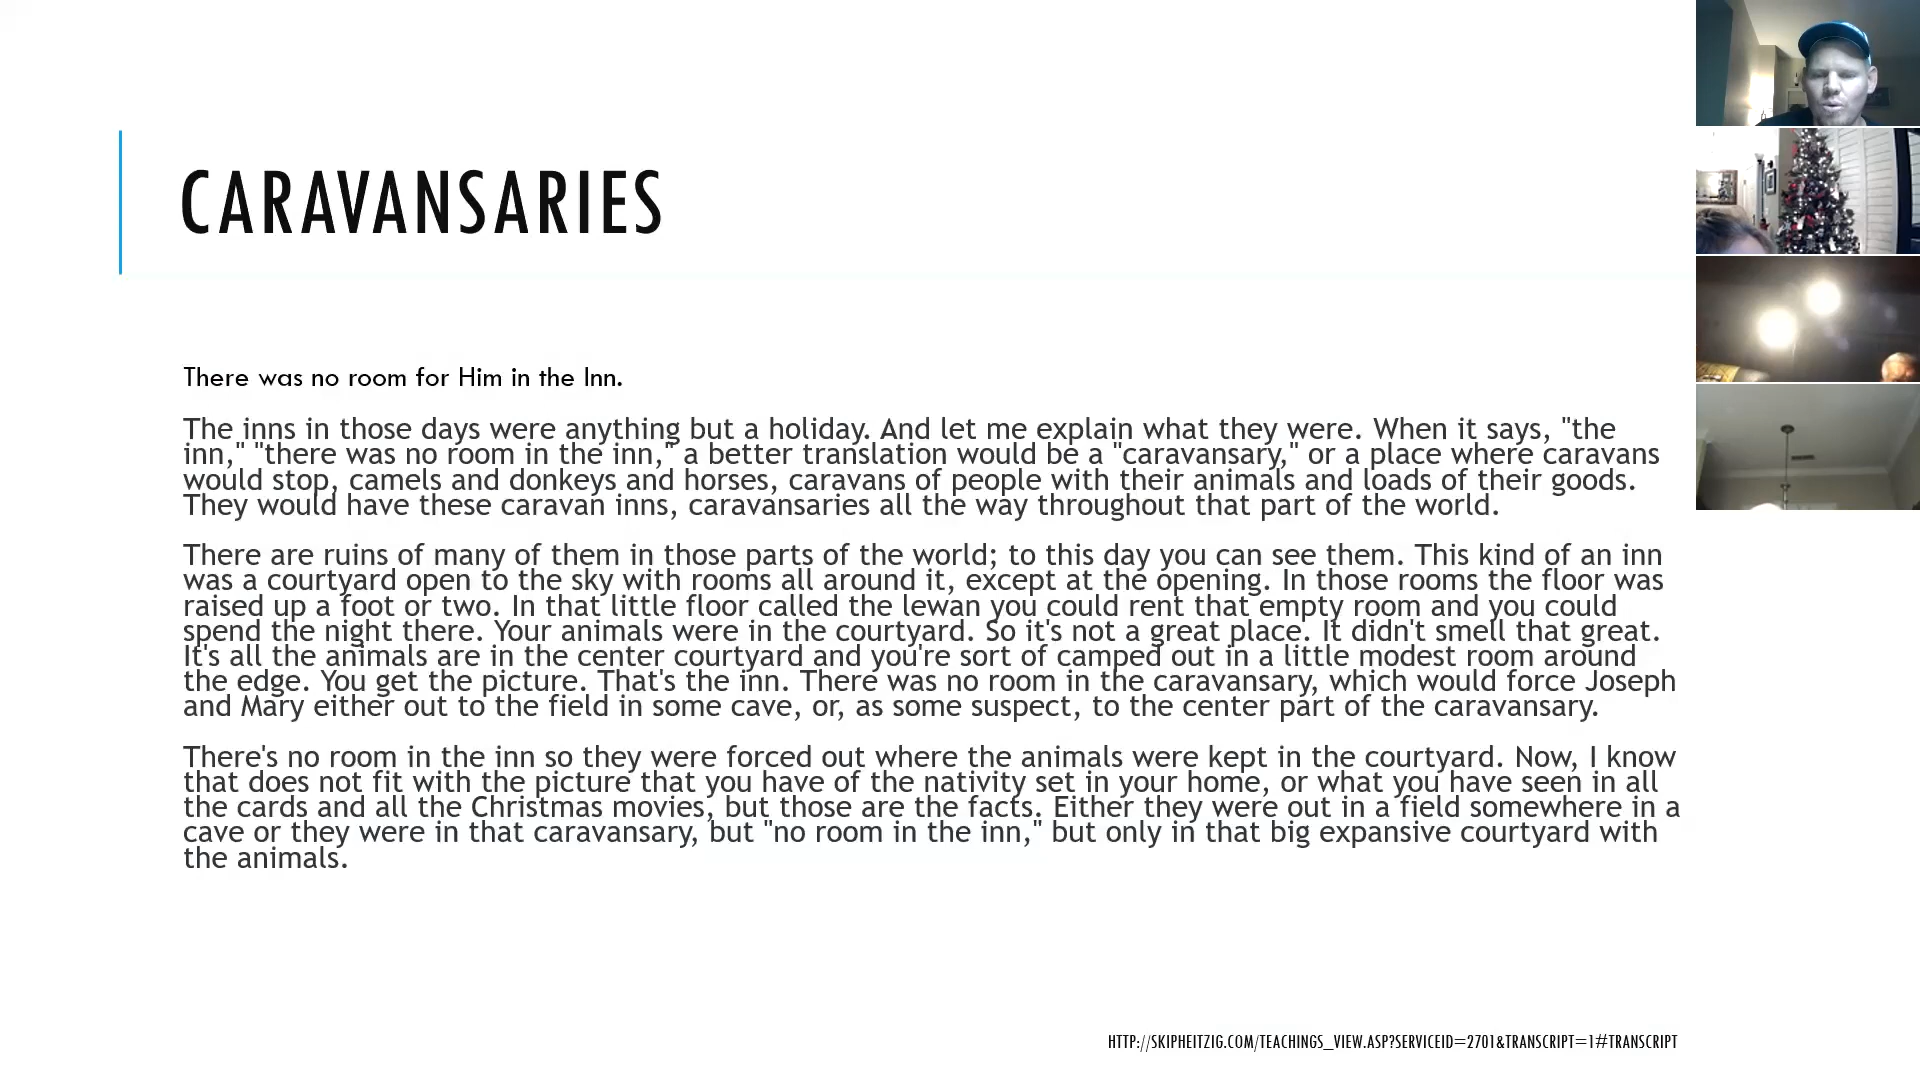 CARAVANSARIES
There was no room for Him in the Inn.
The inns in those days were anything but a holiday. And let me explain what they were. When it says, "the
inn," "there was no room in the inn," a better translation would be a "caravansary," or a place where caravans
would stop, camels and donkeys and horses, caravans of people with their animals and loads of their goods.
They would have these caravan inns, caravansaries all the way throughout that part of the world.
There are ruins of many of them in those parts of the world; to this day you can see them. This kind of an inn
was a courtyard open to the sky with rooms all around it, except at the opening. In those rooms the floor was
raised up a foot or two. In that little floor called the lewan you could rent that empty room and you could
spend the night there. Your animals were in the courtyard. So it's not a great place. It didn't smell that great.
It's all the animals are in the center courtyard and you're sort of camped out in a little modest room around
the edge. You get the picture. That's the inn. There was no room in the caravansary, which would force Joseph
and Mary either out to the field in some cave, or, as some suspect, to the center part of the caravansary.
There's no room in the inn so they were forced out where the animals were kept in the courtyard. Now, I know
that does not fit with the picture that you have of the nativity set in your home, or what you have seen in all
the cards and all the Christmas movies, but those are the facts. Either they were out in a field somewhere in a
cave or they were in that caravansary, but "no room in the inn," but only in that big expansive courtyard with
the animals.
HTTP://SKIPHEITZIG.COM/TEACHINGS_VIEW.ASP?SERVICEID=2701&TRANSCRIPT=1#TRANSCRIPT